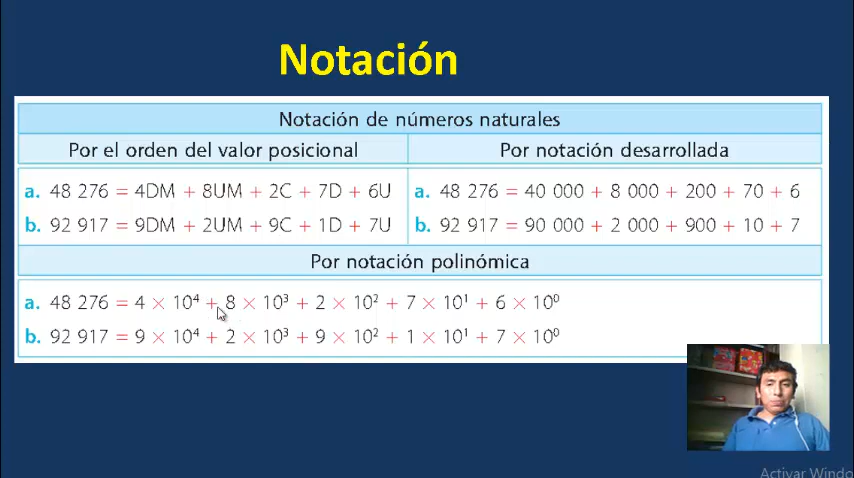 Notación
Notación de números naturales
Por el orden del valor posicional
Por notación desarrollada
a. 48 276 = 4DM + 8UM + 2C + 7D + 6U
b. 92 917 = 9DM + 2UM + 9C + 1D + 7U
a. 48 276 = 40 000 + 8 000 + 200 + 70 + 6
b. 92 917 = 90 000 + 2 000 + 900 + 10 + 7
Por notación polinómica
a. 48 276 = 4 × 10⁴ + 8 × 10³ + 2 × 10² + 7 × 10¹ + 6 × 10⁰
b. 92 917 = 9 × 10⁴ + 2 × 10³ + 9 × 10² + 1 × 10¹ + 7 × 10⁰
Activar Windo